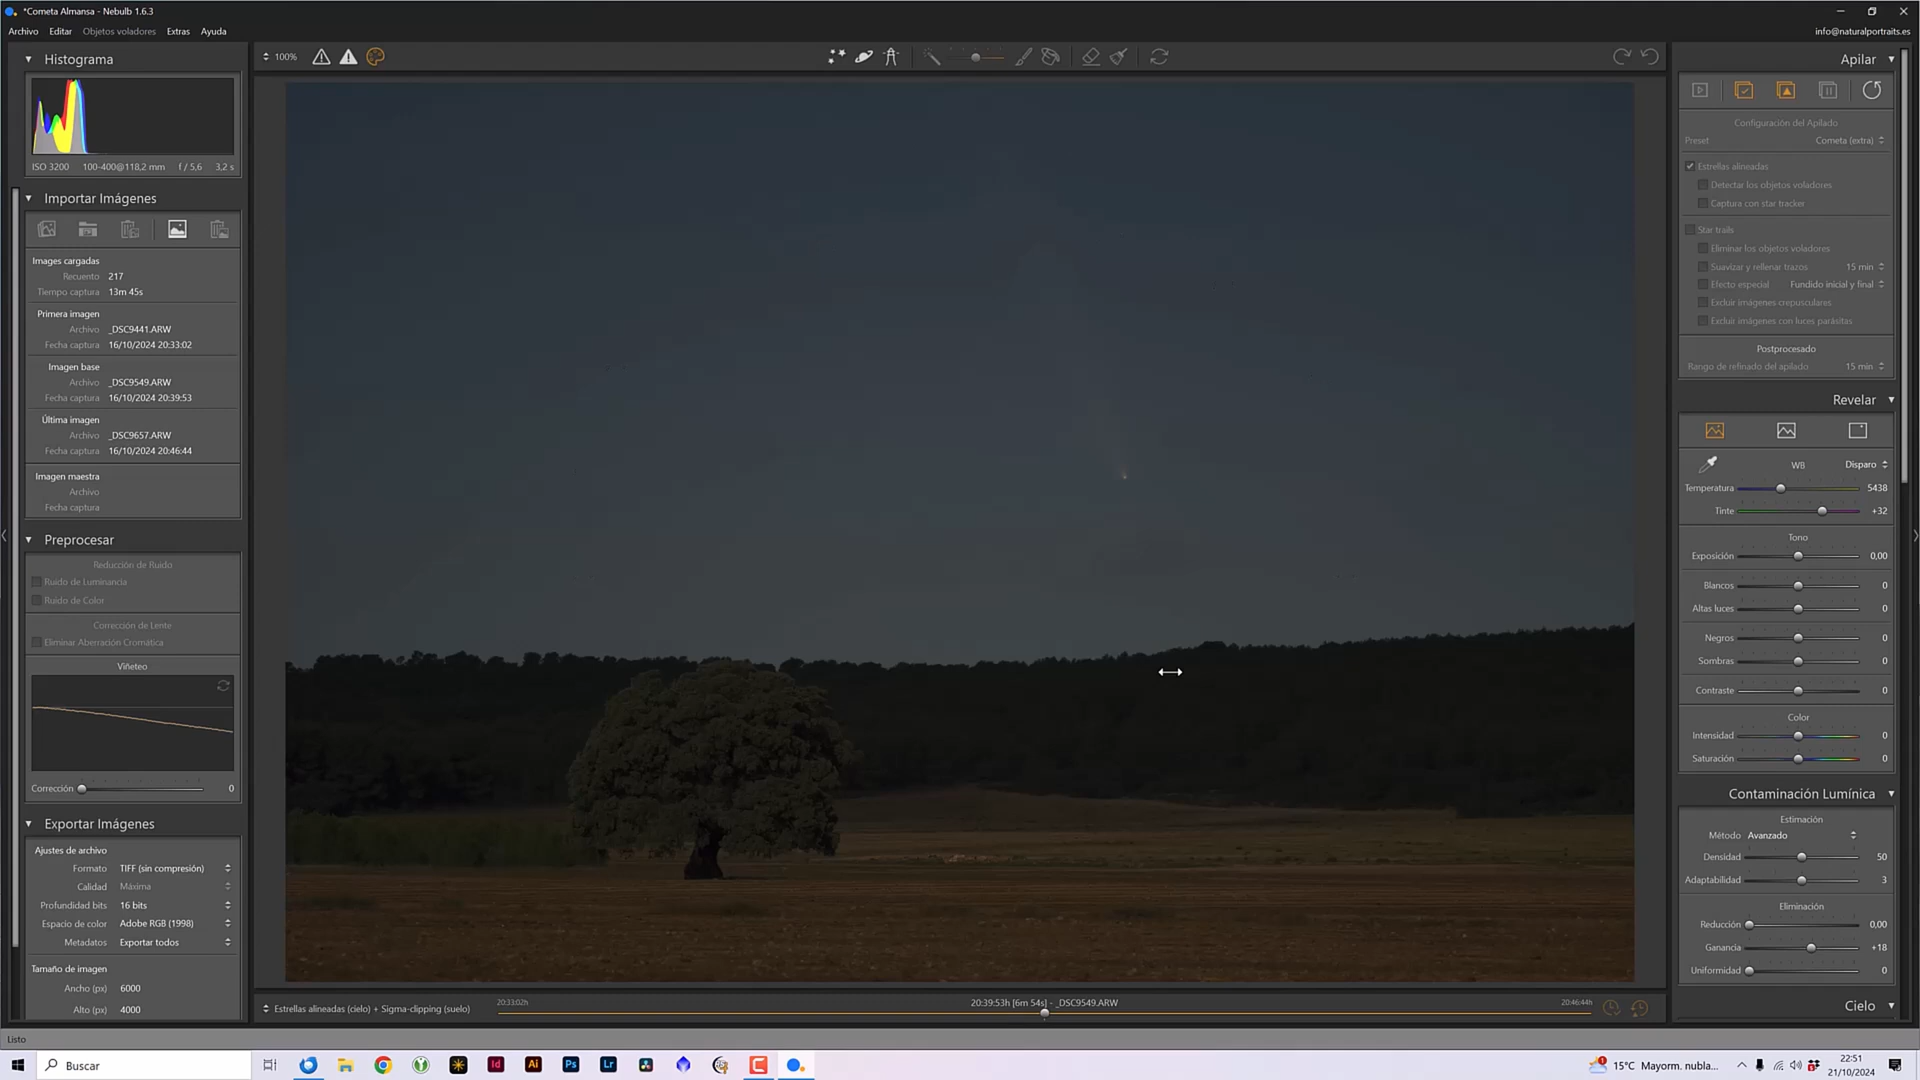 *Cometa Almansa - Nebulb 1.6.3
Archivo Editar Objetos voladores Extras Ayuda
info@naturalportraits.es
Histograma
ISO 3200 100-400@118,2 mm f / 5,6 3,2 s
Importar Imágenes
Images cargadas
Recuento 217
Tiempo captura 13m 45s
Primera imagen
Archivo _DSC9441.ARW
Fecha captura 16/10/2024 20:33:02
Imagen base
Archivo _DSC9549.ARW
Fecha captura 16/10/2024 20:39:53
Última imagen
Archivo _DSC9657.ARW
Fecha captura 16/10/2024 20:46:44
Imagen maestra
Archivo
Fecha captura
Preprocesar
Reducción de Ruido
Ruido de Luminancia
Ruido de Color
Corrección de Lente
Eliminar Aberración Cromática
Viñeteo
Corrección 0
Exportar Imágenes
Ajustes de archivo
Formato TIFF (sin compresión)
Calidad Máxima
Profundidad bits 16 bits
Espacio de color Adobe RGB (1998)
Metadatos Exportar todos
Tamaño de imagen
Ancho (px) 6000
Alto (px) 4000
100%
Estrellas alineadas (cielo) + Sigma-clipping (suelo)
20:33:02h
20:39:53h [6m 54s] - _DSC9549.ARW
20:46:44h
Apilar
Configuración del Apilado
Preset Cometa (extra)
Estrellas alineadas
Detectar los objetos voladores
Captura con star tracker
Star trails
Eliminar los objetos voladores
Suavizar y rellenar trazos 15 min
Efecto especial Fundido inicial y final
Excluir imágenes crepusculares
Excluir imágenes con luces parásitas
Postprocesado
Rango de refinado del apilado 15 min
Revelar
WB Disparo
Temperatura 5438
Tinte +32
Tono
Exposición 0,00
Blancos 0
Altas luces 0
Negros 0
Sombras 0
Contraste 0
Color
Intensidad 0
Saturación 0
Contaminación Lumínica
Estimación
Método Avanzado
Densidad 50
Adaptabilidad 3
Eliminación
Reducción 0,00
Ganancia +18
Uniformidad 0
Cielo
Listo
Buscar
Id Ai Ps Lr
1
15°C Mayorm. nubla...
22:51
21/10/2024